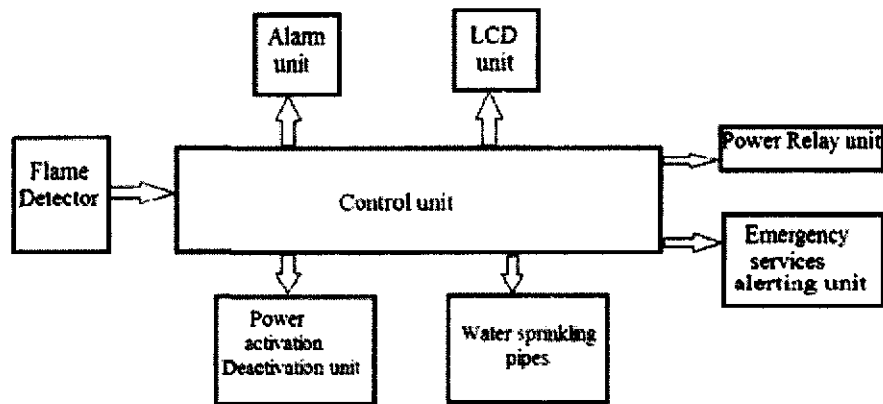 Alarm
unit
LCD
unit
Flame
Detector
Control unit
Power Relay unit
Emergency
services
alerting unit
Power
activation
Deactivation unit
Water sprinkling
pipes